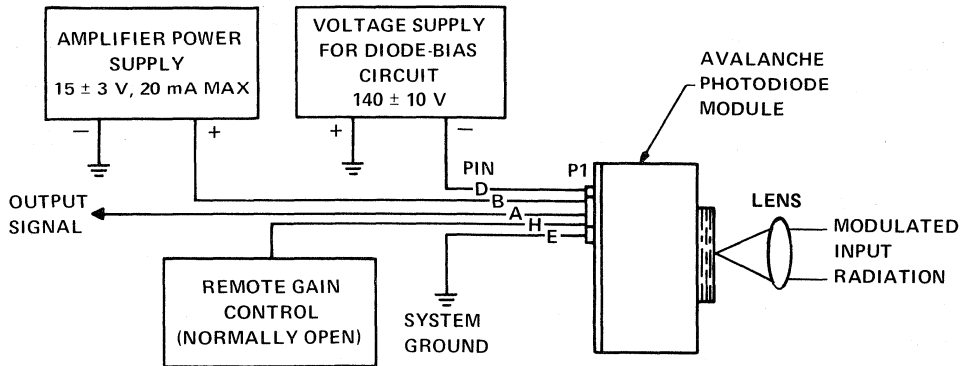 AMPLIFIER POWER
SUPPLY
15 ± 3 V, 20 mA MAX
VOLTAGE SUPPLY
FOR DIODE-BIAS
CIRCUIT
140 ± 10 V
AVALANCHE
PHOTODIODE
MODULE
− +
+ −
PIN P1
D
B
A
H
E
OUTPUT
SIGNAL
LENS
MODULATED
INPUT
RADIATION
REMOTE GAIN
CONTROL
(NORMALLY OPEN)
SYSTEM
GROUND